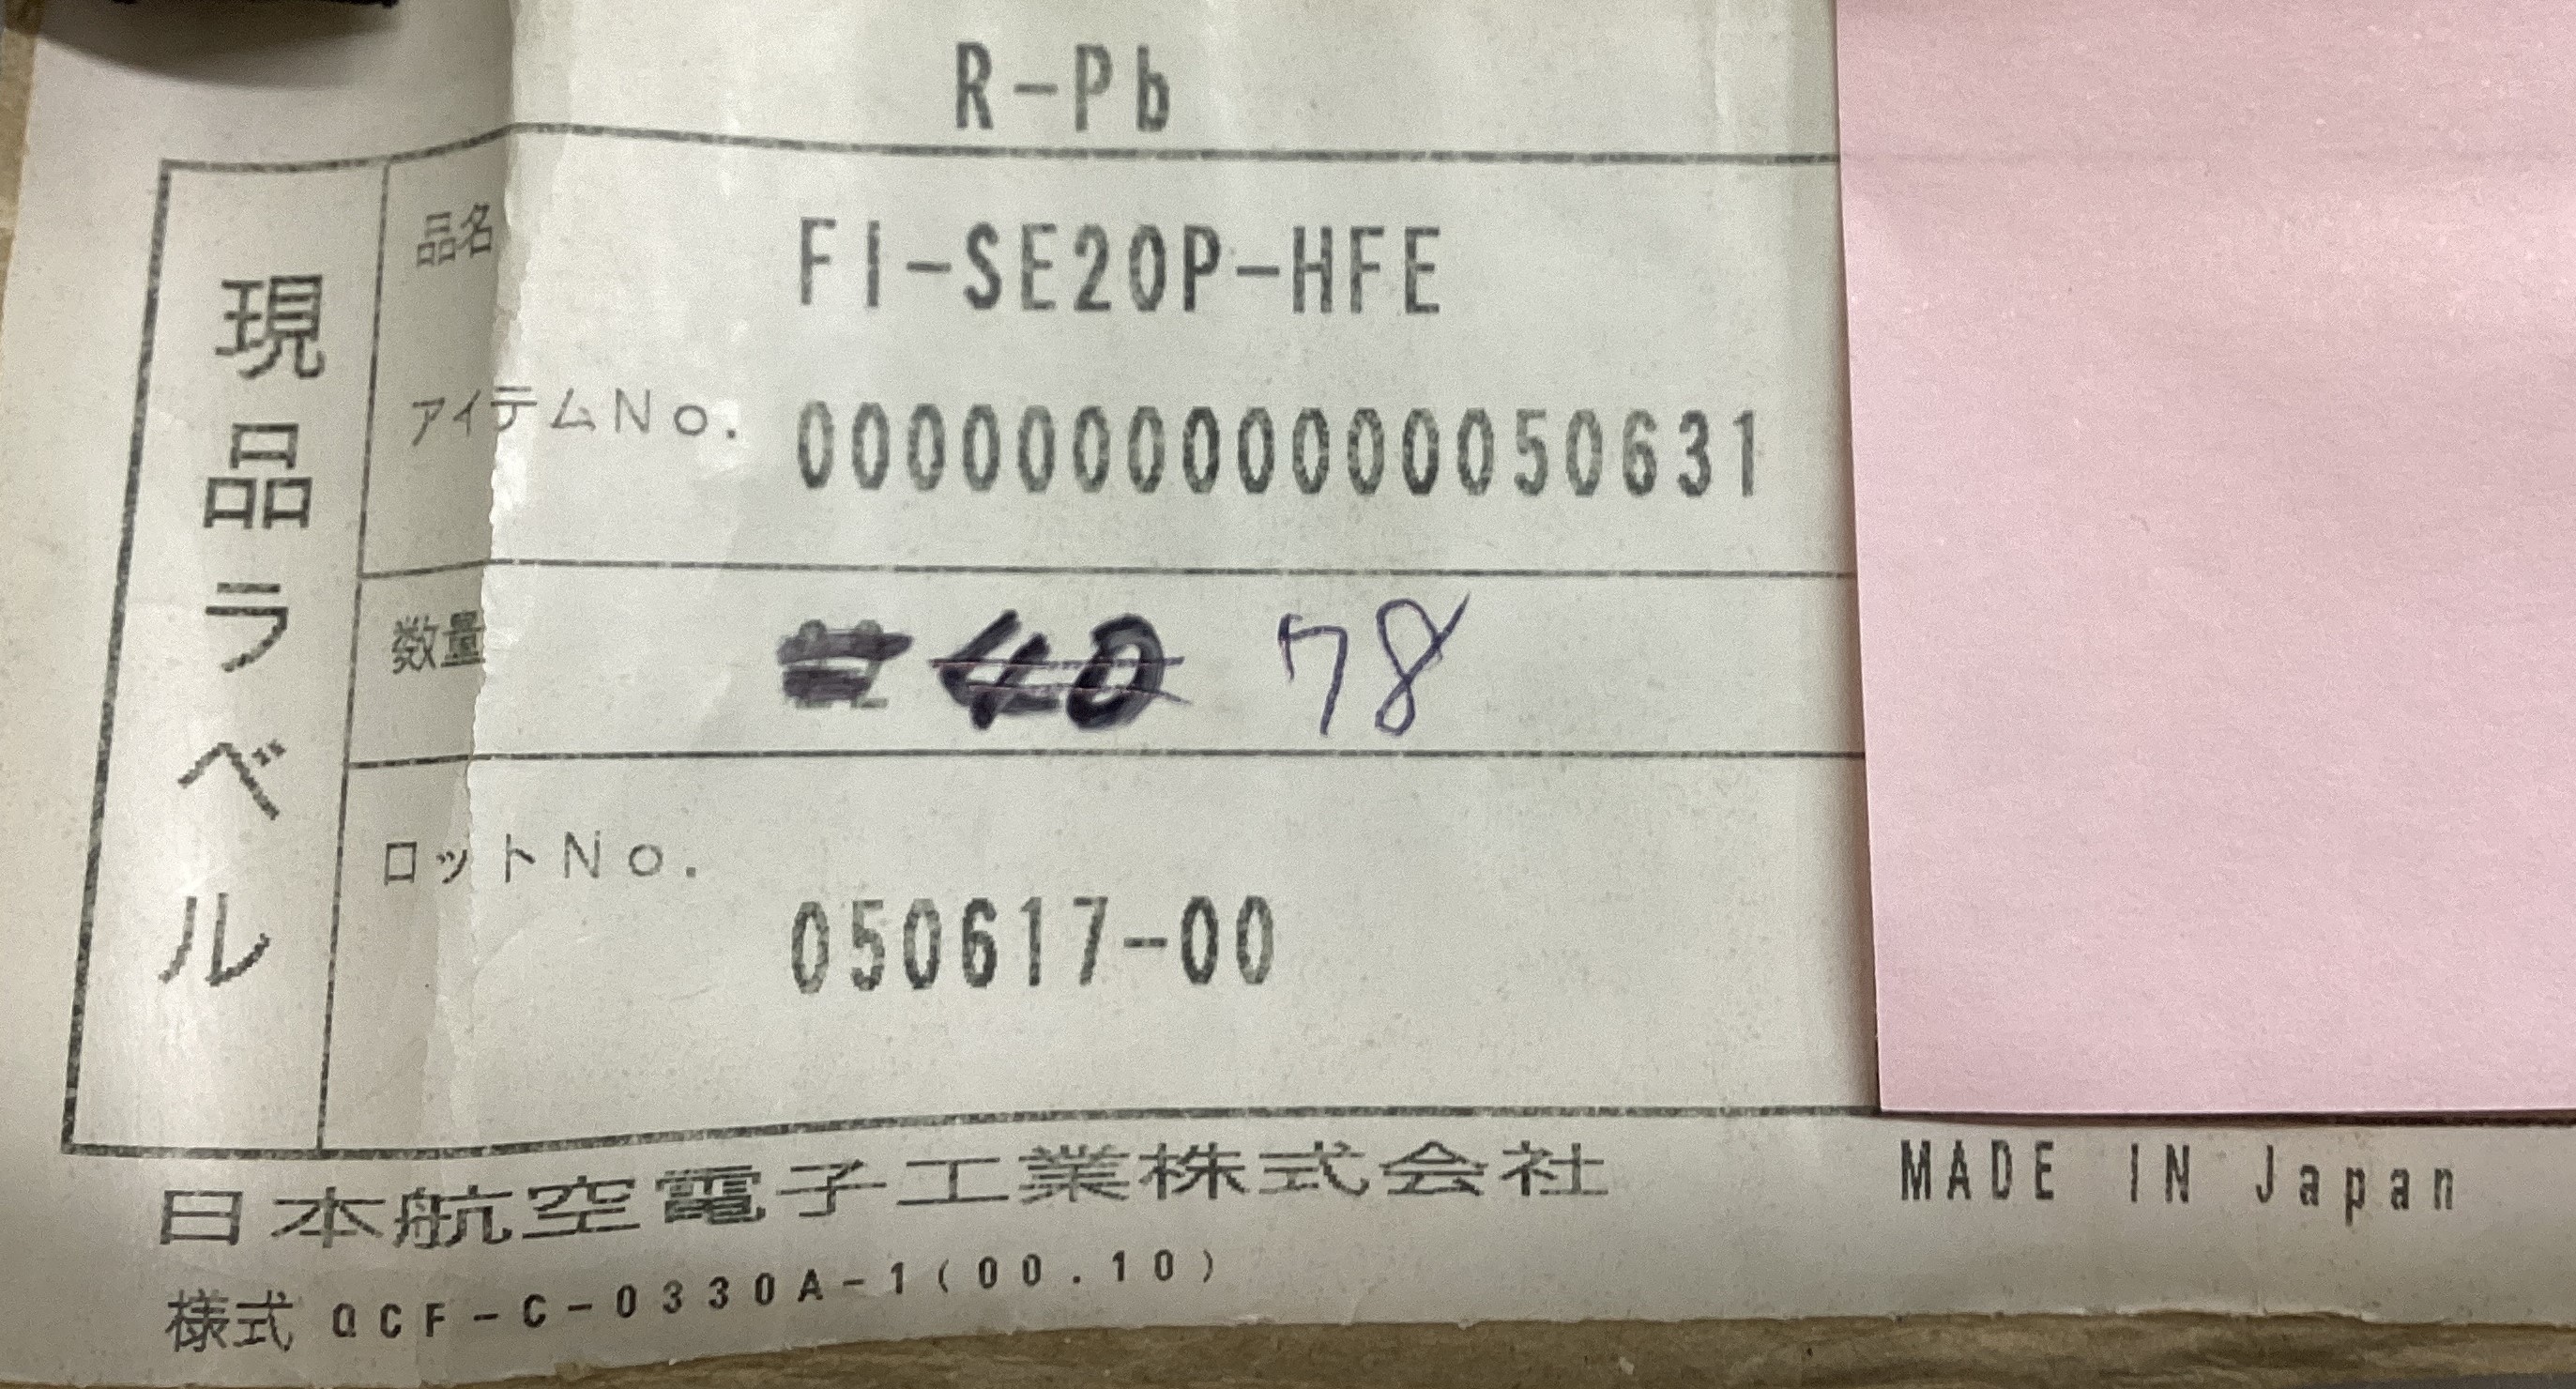 R-Pb
現品ラベル
品名 FI-SE20P-HFE
アイテムNo. 000000000000050631
数量 40 78
ロットNo.
050617-00
日本航空電子工業株式会社 MADE IN Japan
様式 QCF-C-0330A-1(00.10)